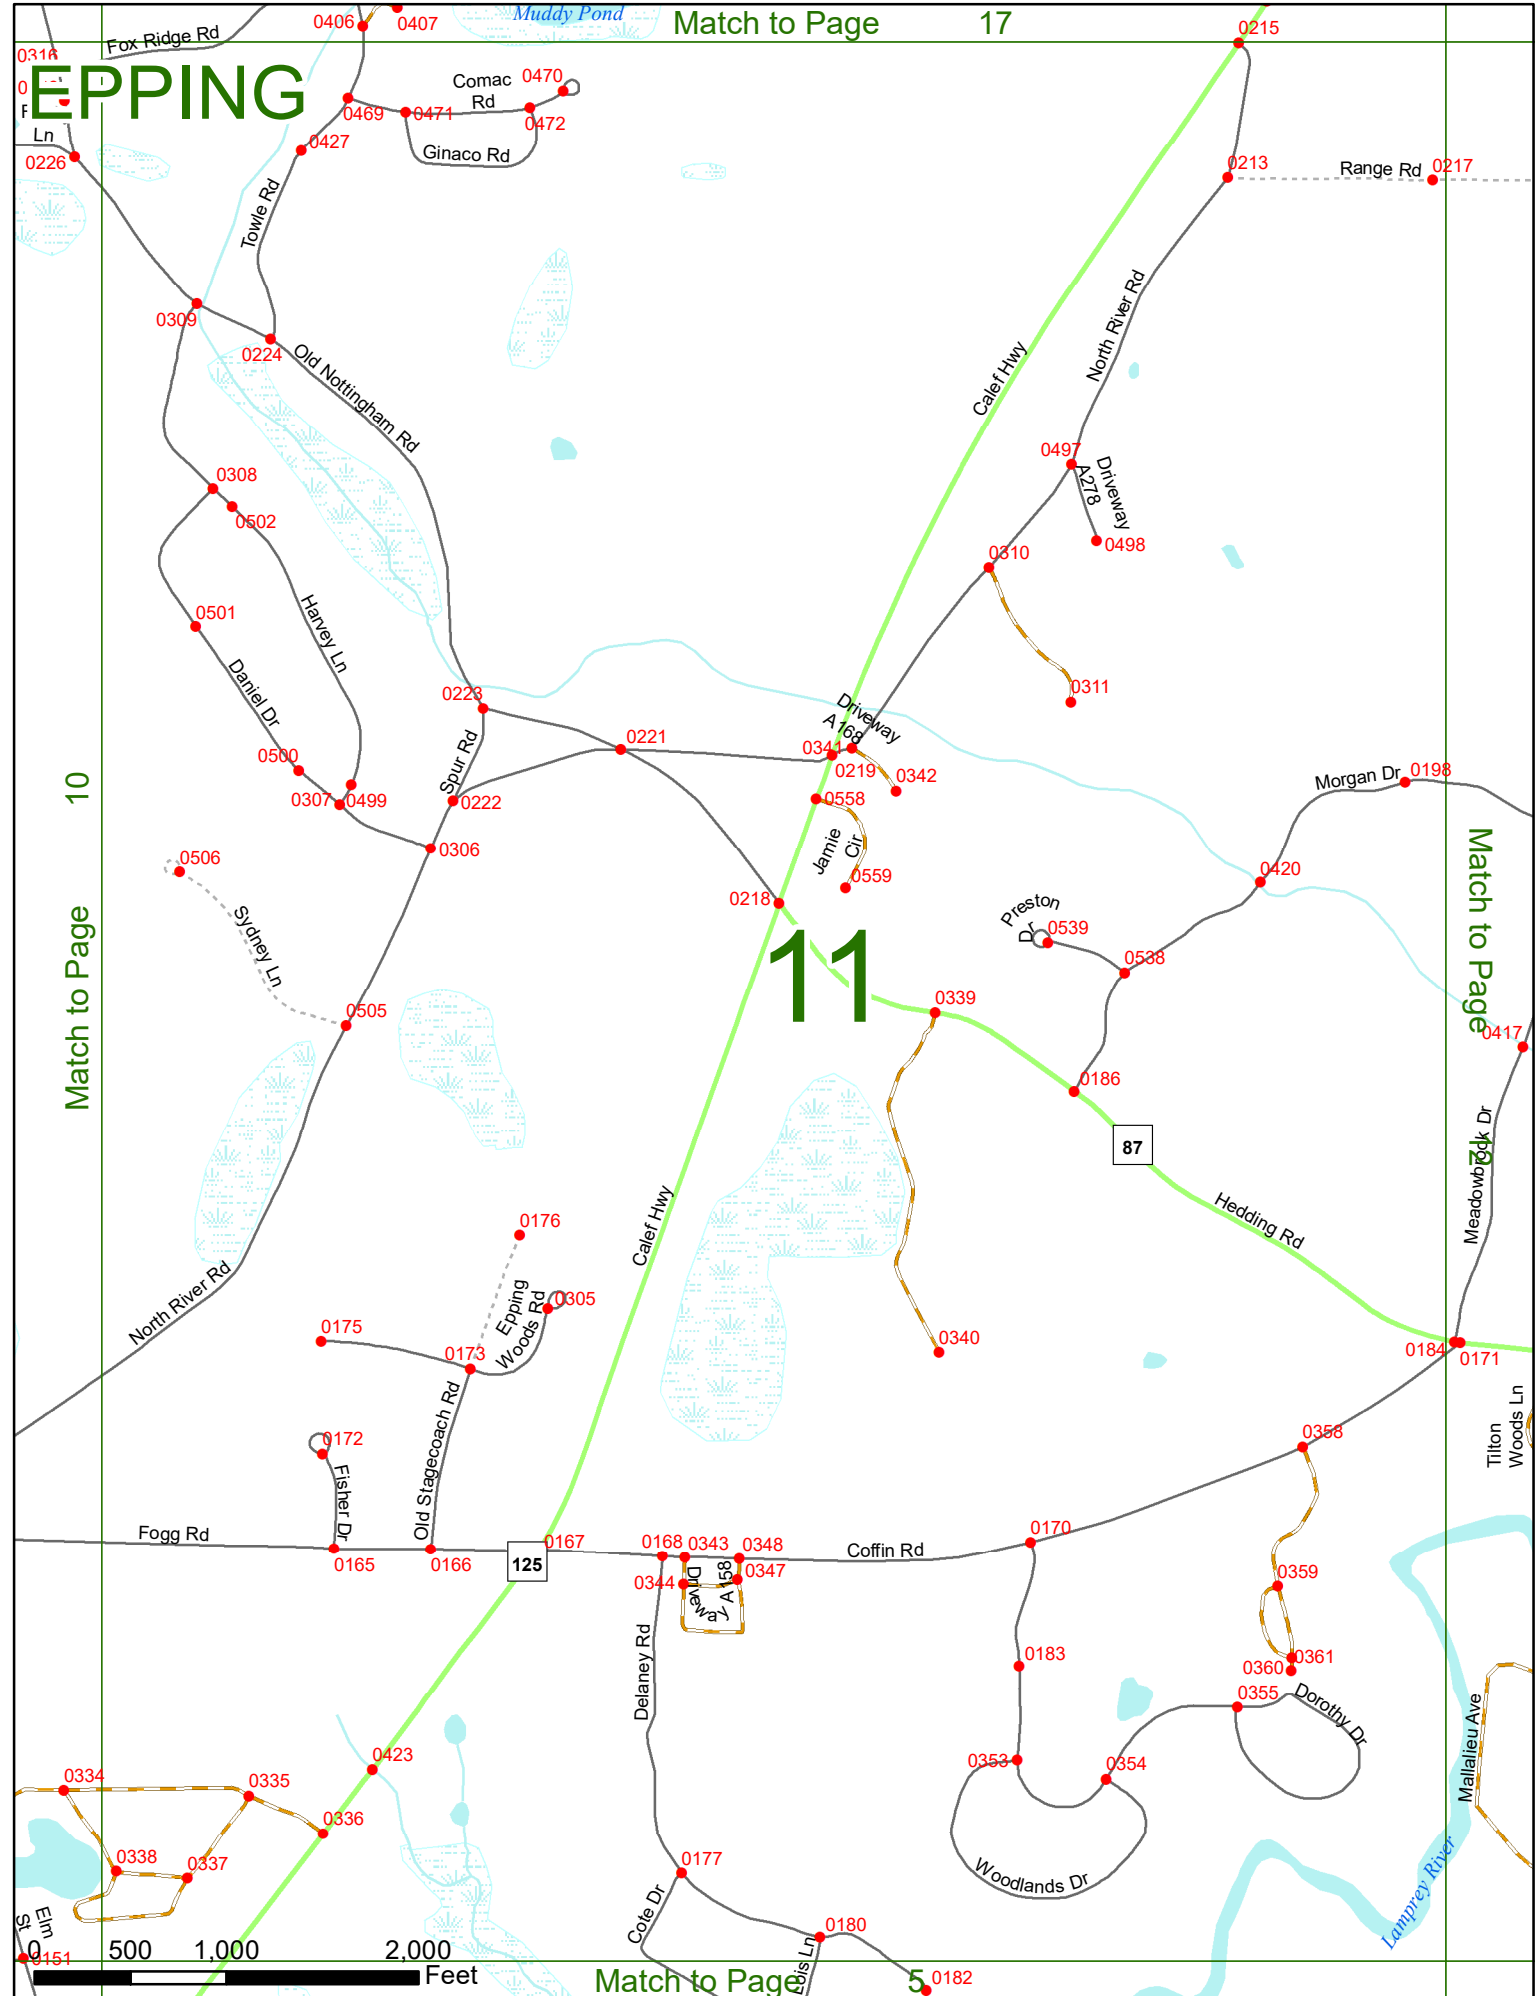 0406
0407
Muddy Pond
Match to Page 17
0215
Fox Ridge Rd
0316
EPPING
Comac
Rd
0470
0469
0471
0472
0427
Ginaco Rd
Ln
0226
0213
Range Rd
0217
Towle Rd
0309
0224
Old Nottingham Rd
North River Rd
Calef Hwy
0497
Driveway
A278
0498
0308
0502
0310
0501
Harvey Ln
Daniel Dr
0311
0223
Driveway
A168
0221
0341
0219
0342
Spur Rd
0500
0307
0499
0222
0558
Morgan Dr
0198
Match to Page 10
0306
Jamie
Cir
0559
0506
0420
0218
Sydney Ln
Preston
Dr
0539
0538
11
Match to Page 12
0505
0339
0417
0186
87
Meadowbrook Dr
Hedding Rd
Calef Hwy
0176
Epping
Woods Rd
0305
North River Rd
0175
0173
0340
0184
0171
Old Stagecoach Rd
0172
Fisher Dr
0358
Tilton
Woods Ln
Fogg Rd
0165
0166
125
0167
0168
0343
0348
Coffin Rd
0170
0344
0347
Driveway A 158
0359
Delaney Rd
0183
0361
0360
0355
Dorothy Dr
0353
0354
Mallalieu Ave
0423
0334
0335
0336
0338
0337
0177
Woodlands Dr
Lamprey River
Cote Dr
0180
Lois Ln
Elm
St
0151
0 500 1,000 2,000
Feet
Match to Page 5
0182